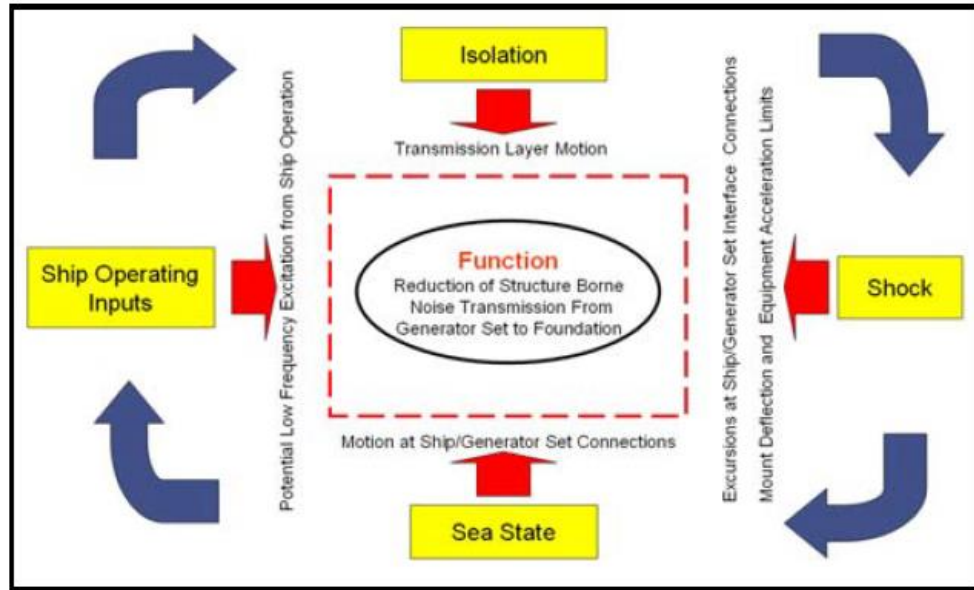 Isolation
Transmission Layer Motion
Potential Low Frequency Excitation from Ship Operation
Ship Operating
Inputs
Function
Reduction of Structure Borne
Noise Transmission From
Generator Set to Foundation
Excursions at Ship/Generator Set Interface Connections
Mount Deflection and Equipment Acceleration Limits
Shock
Motion at Ship/Generator Set Connections
Sea State